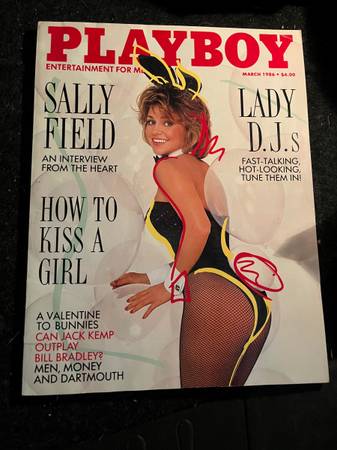 PLAYBOY
ENTERTAINMENT FOR
MARCH 1986 • $4.00
SALLY
FIELD
AN INTERVIEW
FROM THE HEART
LADY
D.J.s
FAST-TALKING,
HOT-LOOKING,
TUNE THEM IN!
HOW TO
KISS A
GIRL
A VALENTINE
TO BUNNIES
CAN JACK KEMP
OUTPLAY
BILL BRADLEY?
MEN, MONEY
AND DARTMOUTH